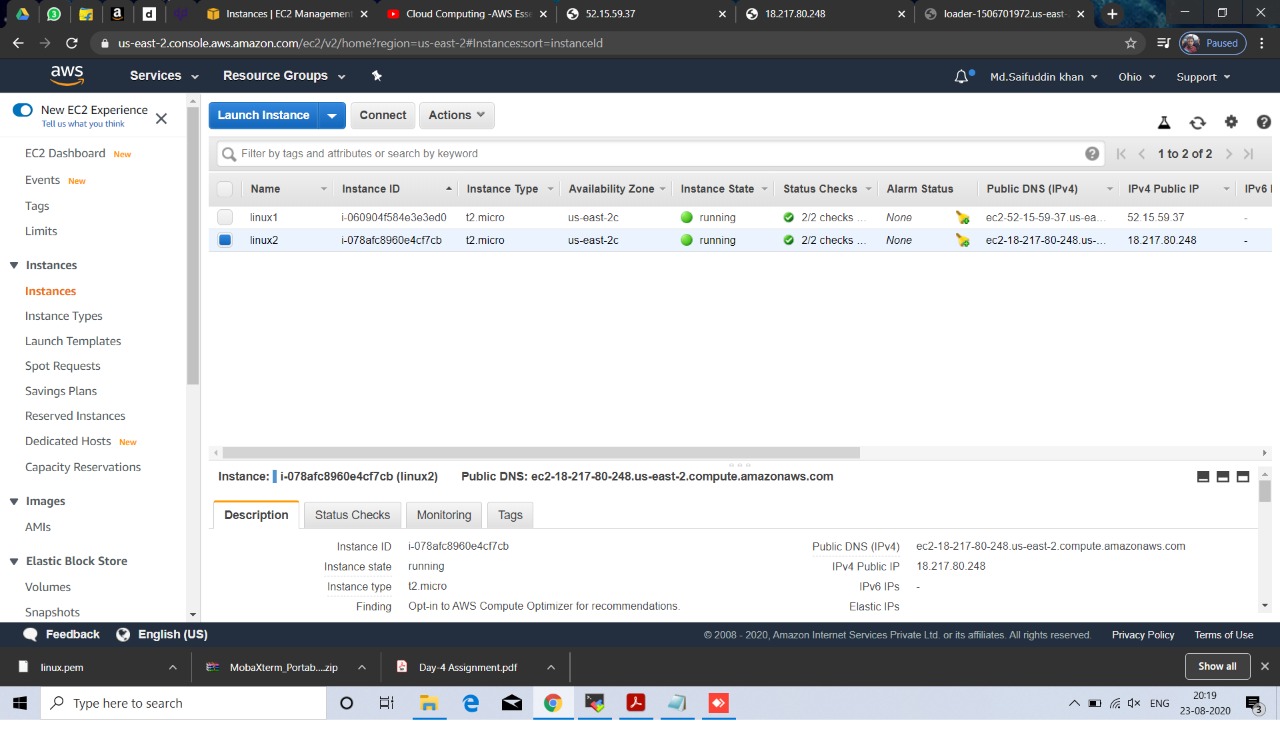 3
a
d
Instances | EC2 Management
Cloud Computing -AWS Esse
52.15.59.37
18.217.80.248
loader-1506701972.us-east-
us-east-2.console.aws.amazon.com/ec2/v2/home?region=us-east-2#Instances:sort=instanceId
Paused
aws
Services
Resource Groups
Md.Saifuddin khan
Ohio
Support
New EC2 Experience
Tell us what you think
EC2 Dashboard New
Events New
Tags
Limits
Instances
Instances
Instance Types
Launch Templates
Spot Requests
Savings Plans
Reserved Instances
Dedicated Hosts New
Capacity Reservations
Images
AMIs
Elastic Block Store
Volumes
Snapshots
Launch Instance
Connect
Actions
Filter by tags and attributes or search by keyword
1 to 2 of 2
Name Instance ID Instance Type Availability Zone Instance State Status Checks Alarm Status Public DNS (IPv4) IPv4 Public IP IPv6 I
linux1 i-060904f584e3e3ed0 t2.micro us-east-2c running 2/2 checks ... None ec2-52-15-59-37.us-ea... 52.15.59.37 -
linux2 i-078afc8960e4cf7cb t2.micro us-east-2c running 2/2 checks ... None ec2-18-217-80-248.us-... 18.217.80.248 -
Instance: i-078afc8960e4cf7cb (linux2) Public DNS: ec2-18-217-80-248.us-east-2.compute.amazonaws.com
Description
Status Checks
Monitoring
Tags
Instance ID i-078afc8960e4cf7cb
Instance state running
Instance type t2.micro
Finding Opt-in to AWS Compute Optimizer for recommendations.
Public DNS (IPv4) ec2-18-217-80-248.us-east-2.compute.amazonaws.com
IPv4 Public IP 18.217.80.248
IPv6 IPs -
Elastic IPs
Feedback
English (US)
© 2008 - 2020, Amazon Internet Services Private Ltd. or its affiliates. All rights reserved.
Privacy Policy
Terms of Use
linux.pem
MobaXterm_Portab....zip
Day-4 Assignment.pdf
Show all
Type here to search
ENG
20:19
23-08-2020
3